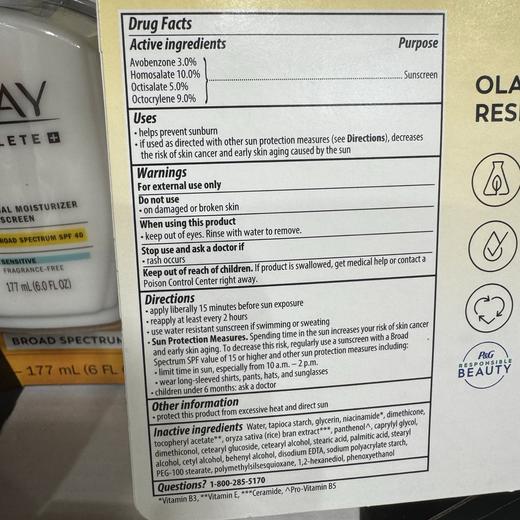 Drug Facts
Active ingredients Purpose
Avobenzone 3.0%
Homosalate 10.0%
Octisalate 5.0%
Octocrylene 9.0%
Sunscreen
Uses
• helps prevent sunburn
• if used as directed with other sun protection measures (see Directions), decreases
the risk of skin cancer and early skin aging caused by the sun
Warnings
For external use only
Do not use
• on damaged or broken skin
When using this product
• keep out of eyes. Rinse with water to remove.
Stop use and ask a doctor if
• rash occurs
Keep out of reach of children. If product is swallowed, get medical help or contact a
Poison Control Center right away.
Directions
• apply liberally 15 minutes before sun exposure
• reapply at least every 2 hours
• use water resistant sunscreen if swimming or sweating
• Sun Protection Measures. Spending time in the sun increases your risk of skin cancer
and early skin aging. To decrease this risk, regularly use a sunscreen with a Broad
Spectrum SPF value of 15 or higher and other sun protection measures including:
• limit time in sun, especially from 10 a.m. – 2 p.m.
• wear long-sleeved shirts, pants, hats, and sunglasses
• children under 6 months: ask a doctor
Other information
• protect this product from excessive heat and direct sun
Inactive ingredients Water, tapioca starch, glycerin, niacinamide*, dimethicone,
tocopheryl acetate**, oryza sativa (rice) bran extract***, panthenol^, caprylyl glycol,
dimethiconol, cetearyl glucoside, cetearyl alcohol, stearic acid, palmitic acid, stearyl
alcohol, cetyl alcohol, behenyl alcohol, disodium EDTA, sodium polyacrylate starch,
PEG-100 stearate, polymethylsilsesquioxane, 1,2-hexanediol, phenoxyethanol
Questions? 1-800-285-5170
*Vitamin B3, **Vitamin E, ***Ceramide, ^Pro-Vitamin B5
AY
LETE +
AL MOISTURIZER
SCREEN
ROAD SPECTRUM SPF 40
SENSITIVE
FRAGRANCE-FREE
177 mL (6.0 FL OZ)
BROAD SPECTRUM
177 mL (6 FL
OLA
RES
P&G
RESPONSIBLE
BEAUTY